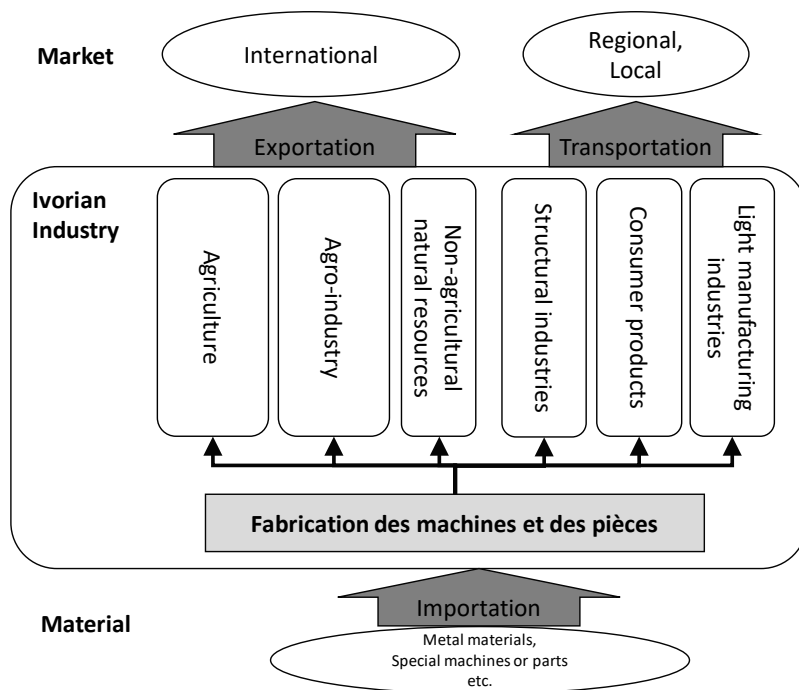 Market
International
Regional,
Local
Exportation
Transportation
Ivorian
Industry
Agriculture
Agro-industry
Non-agricultural
natural resources
Structural industries
Consumer products
Light manufacturing
industries
Fabrication des machines et des pièces
Importation
Material
Metal materials,
Special machines or parts
etc.